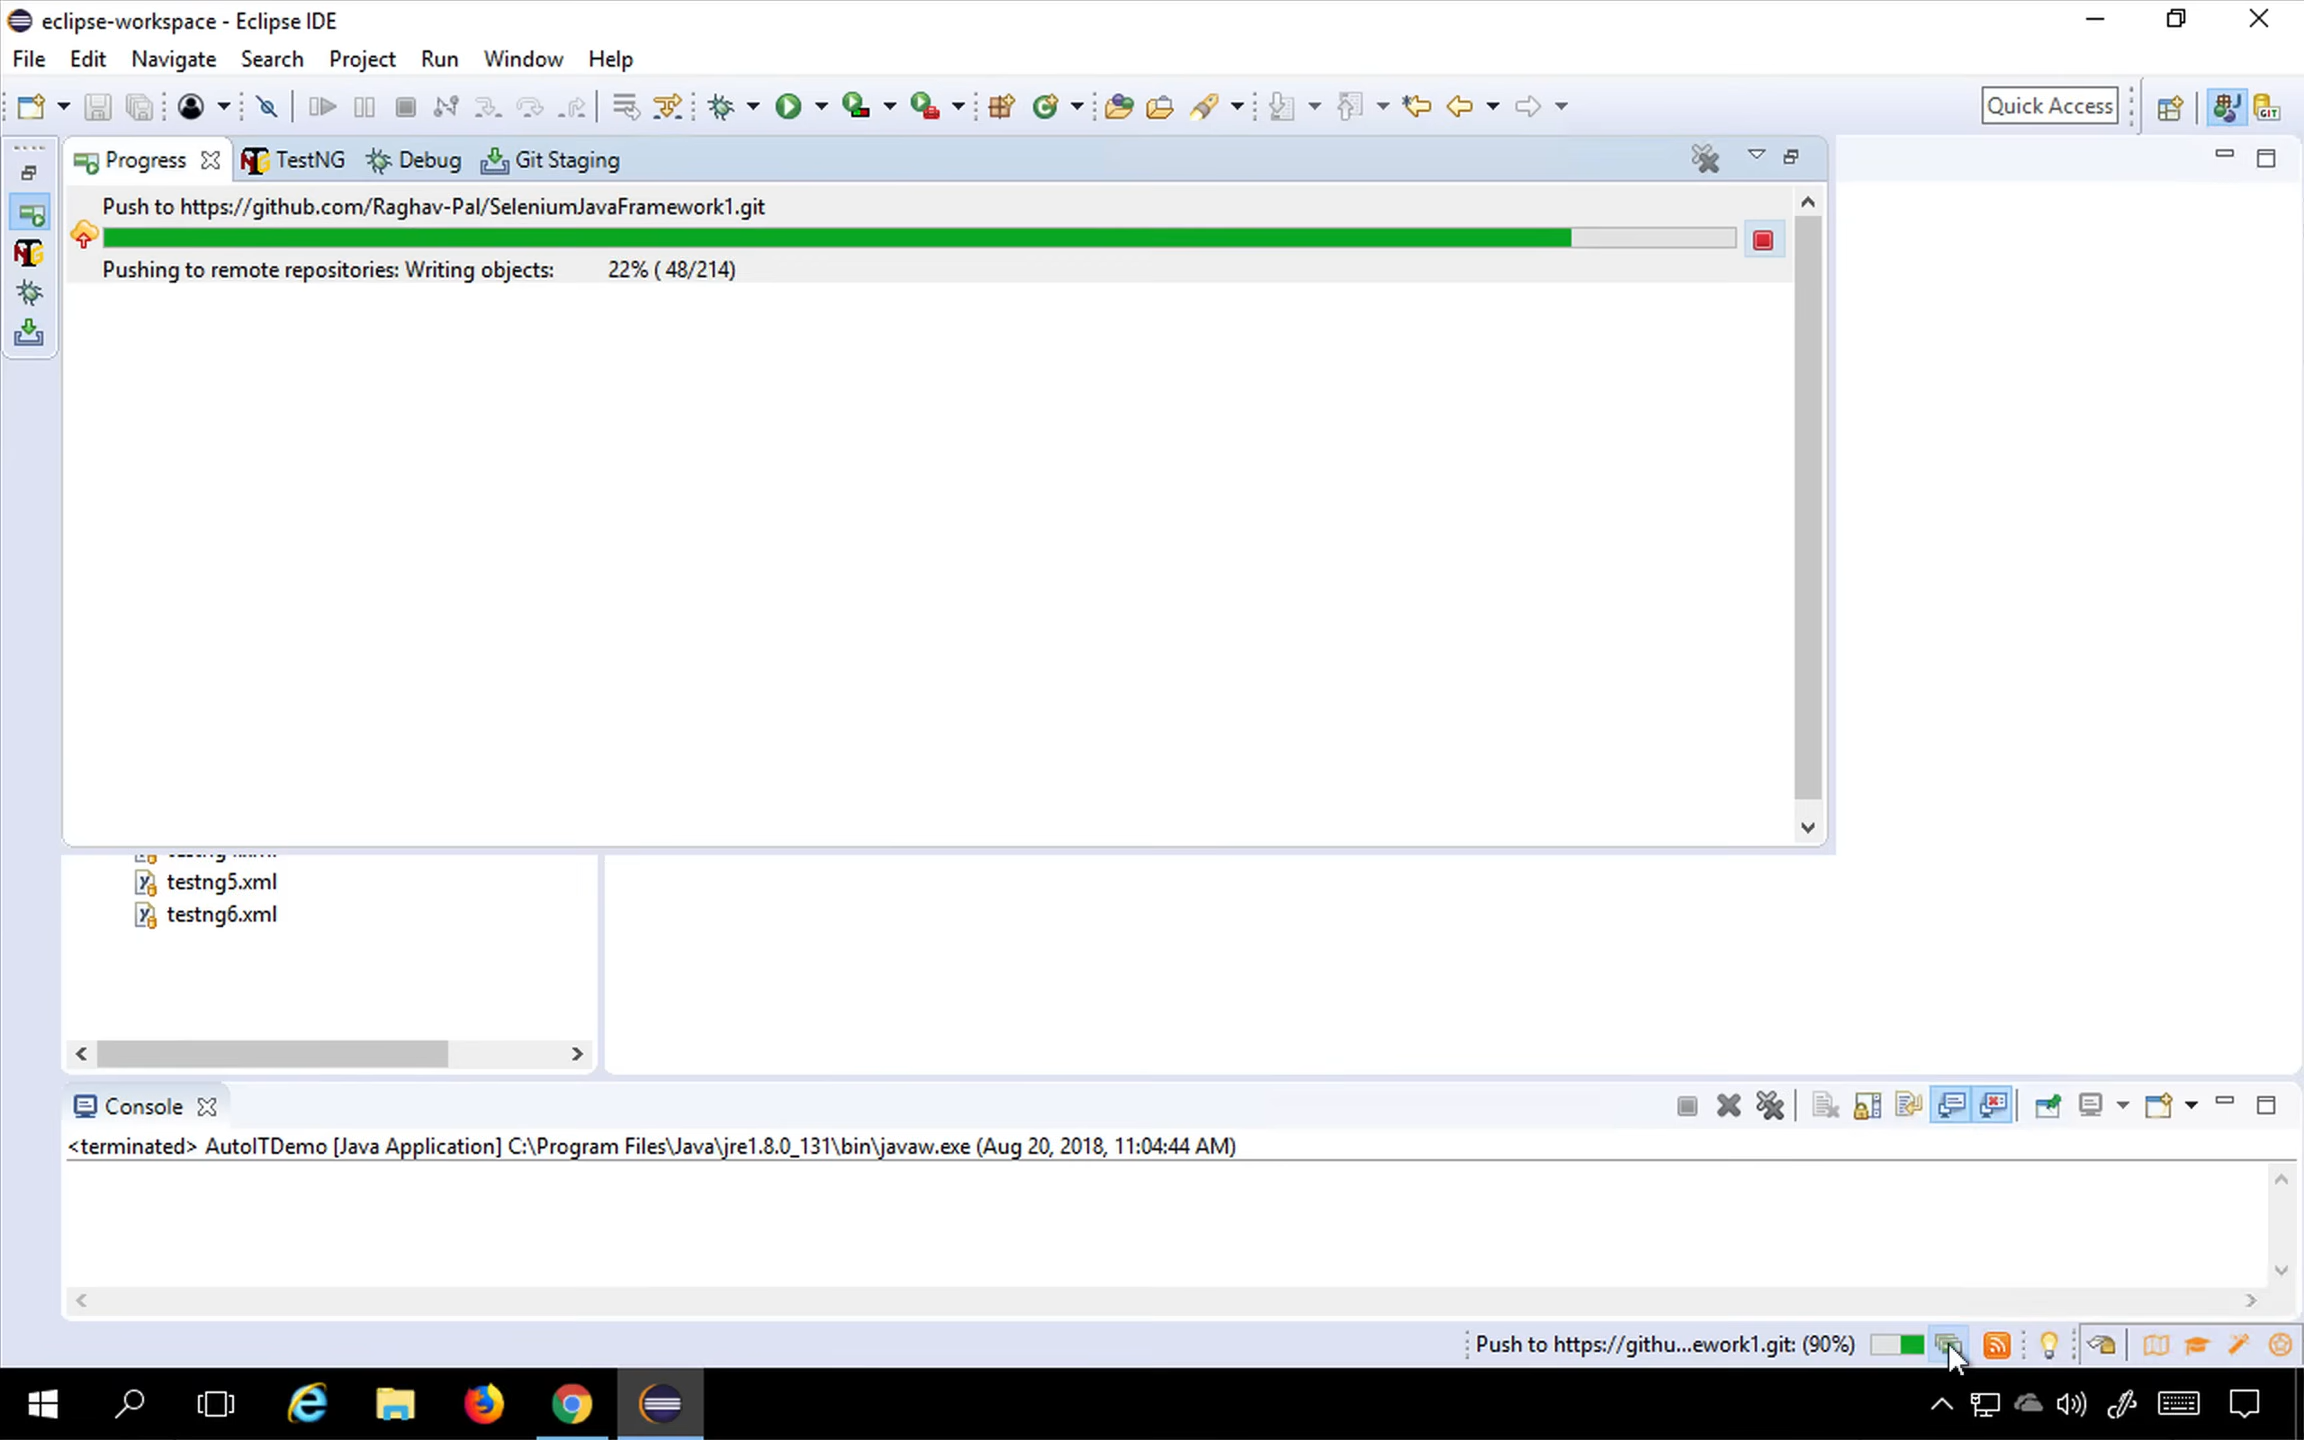 eclipse-workspace - Eclipse IDE
File Edit Navigate Search Project Run Window Help
Quick Access
Progress TestNG Debug Git Staging
Push to https://github.com/Raghav-Pal/SeleniumJavaFramework1.git
Pushing to remote repositories: Writing objects: 22% ( 48/214)
testng5.xml
testng6.xml
Console
<terminated> AutoITDemo [Java Application] C:\Program Files\Java\jre1.8.0_131\bin\javaw.exe (Aug 20, 2018, 11:04:44 AM)
Push to https://githu...ework1.git: (90%)